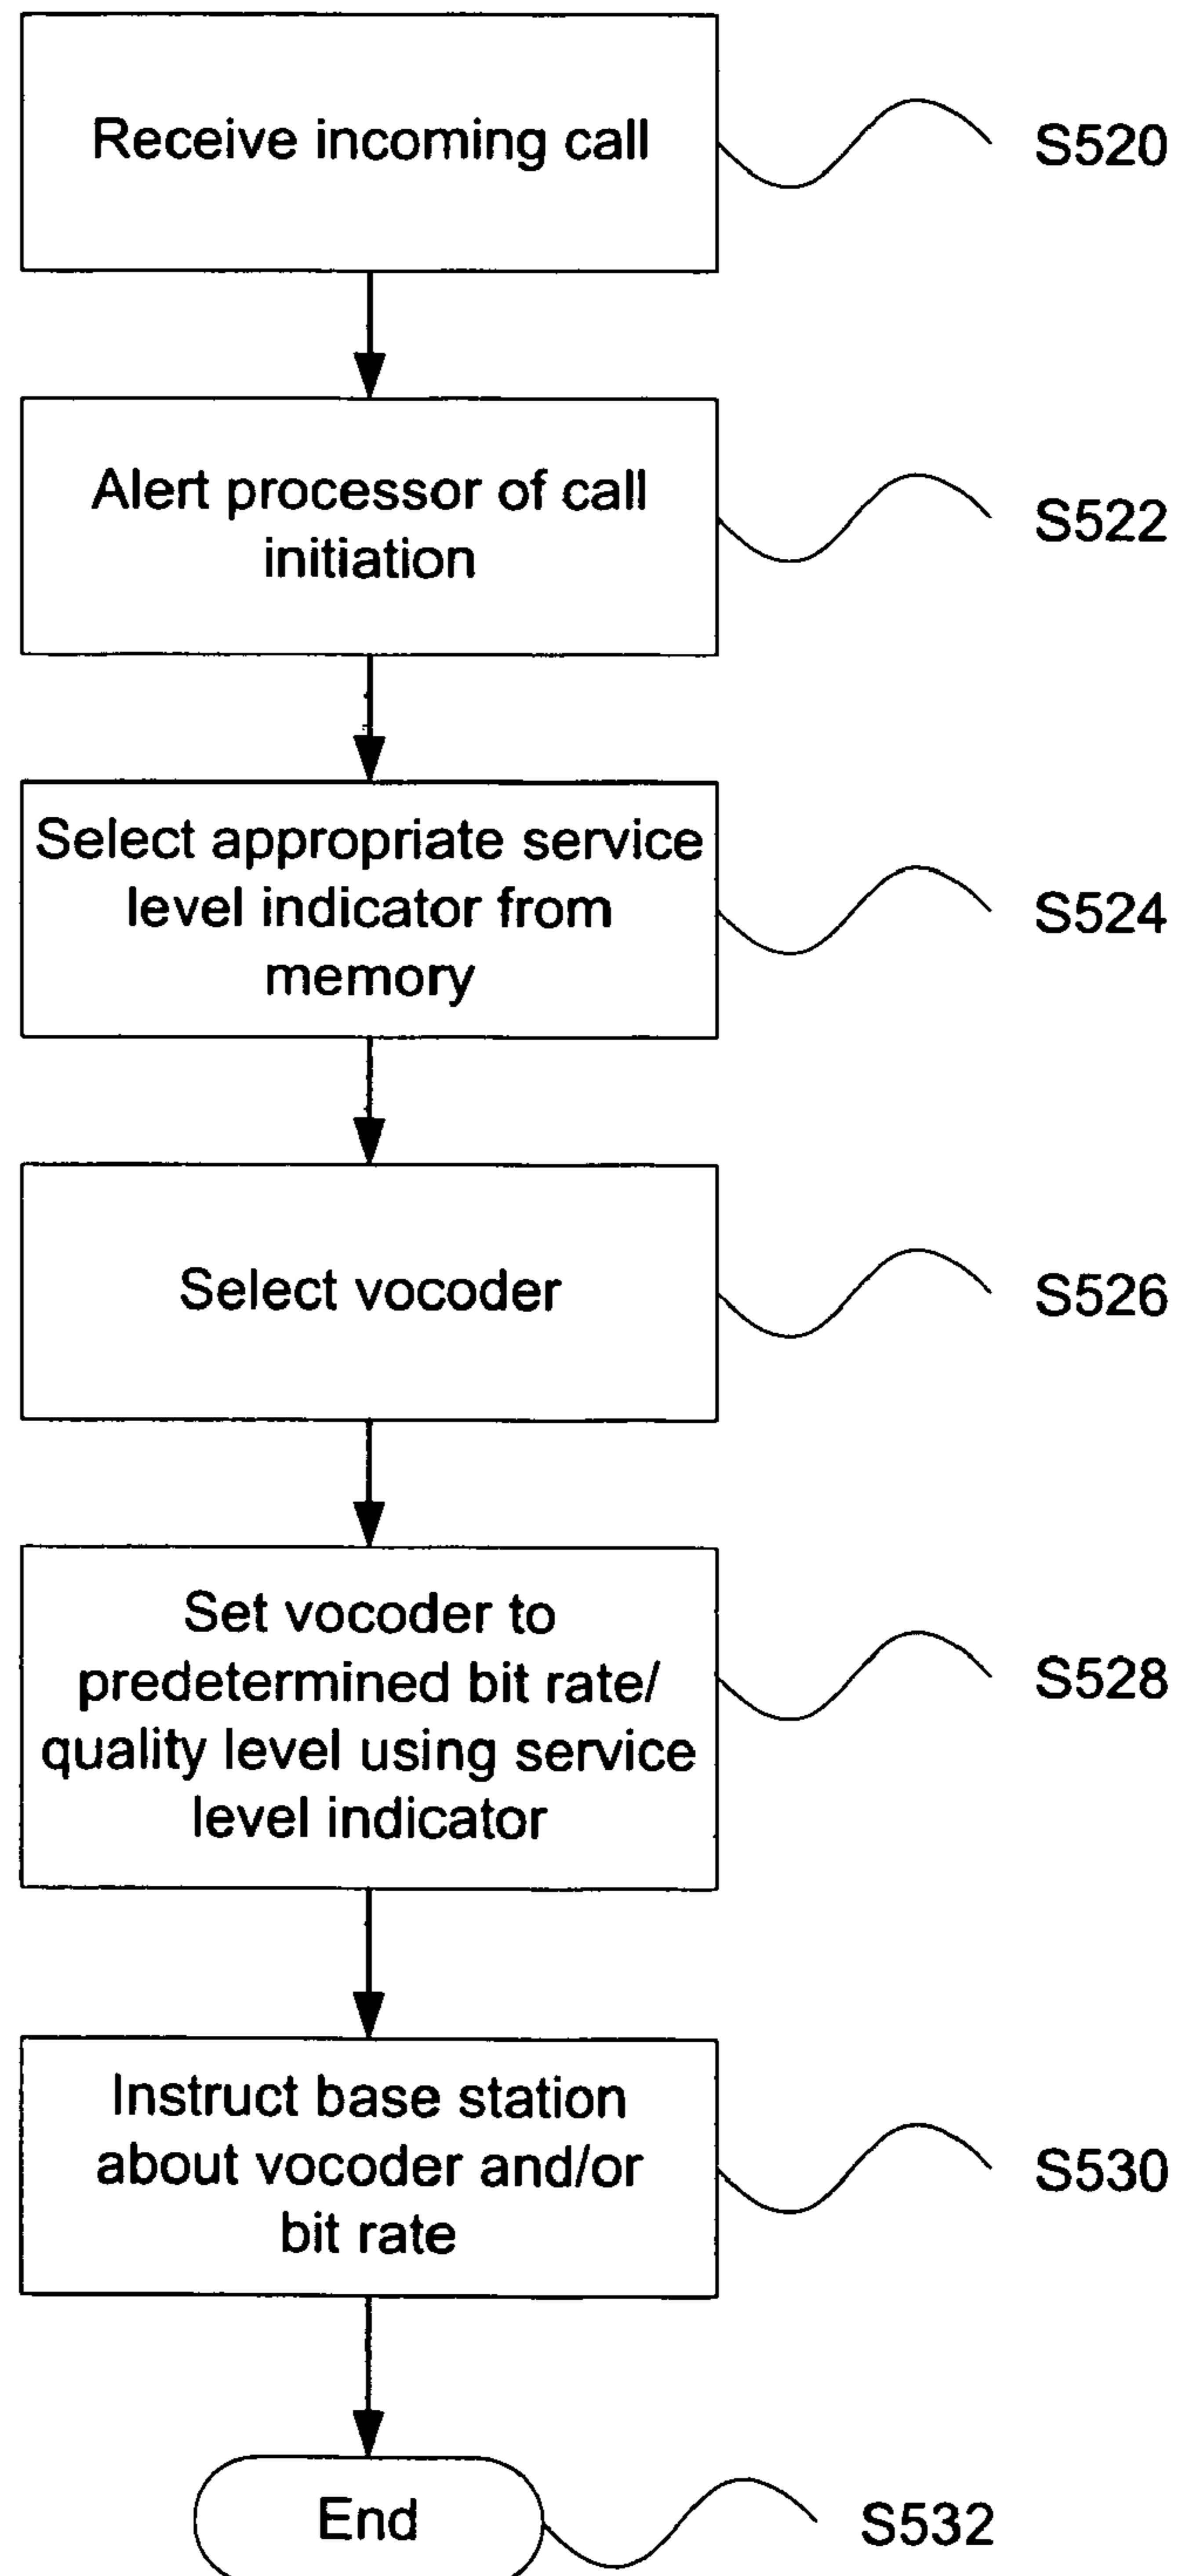 Receive incoming call
S520
Alert processor of call
initiation
S522
Select appropriate service
level indicator from
memory
S524
Select vocoder
S526
Set vocoder to
predetermined bit rate/
quality level using service
level indicator
S528
Instruct base station
about vocoder and/or
bit rate
S530
End
S532